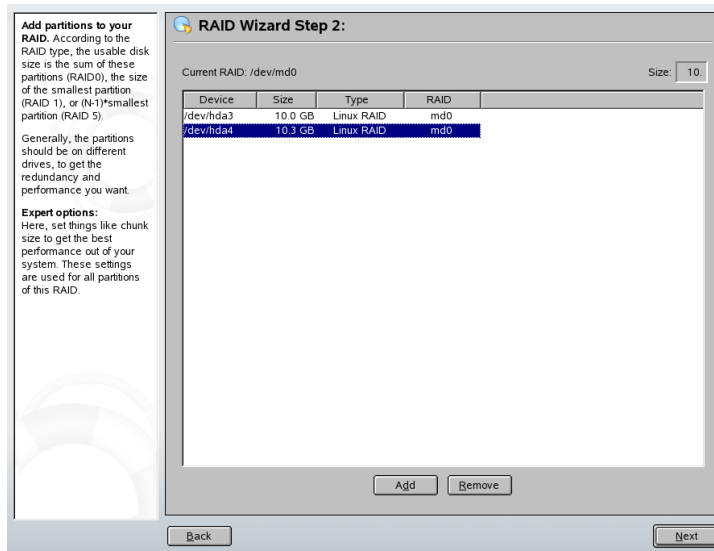 Add partitions to your
RAID. According to the
RAID type, the usable disk
size is the sum of these
partitions (RAID0), the size
of the smallest partition
(RAID 1), or (N-1)*smallest
partition (RAID 5).
Generally, the partitions
should be on different
drives, to get the
redundancy and
performance you want.
Expert options:
Here, set things like chunk
size to get the best
performance out of your
system. These settings
are used for all partitions
of this RAID.
RAID Wizard Step 2:
Current RAID: /dev/md0 Size: 10.
Device Size Type RAID
/dev/hda3 10.0 GB Linux RAID md0
/dev/hda4 10.3 GB Linux RAID md0
Add Remove
Back Next